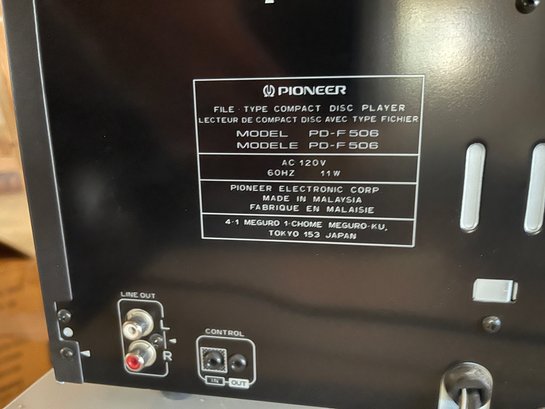 PIONEER
FILE-TYPE COMPACT DISC PLAYER
LECTEUR DE COMPACT DISC AVEC TYPE FICHIER
MODEL PD-F506
MODELE PD-F506
AC 120V
60HZ 11W
PIONEER ELECTRONIC CORP
MADE IN MALAYSIA
FABRIQUE EN MALAISIE
4-1 MEGURO 1-CHOME MEGURO-KU,
TOKYO 153 JAPAN
LINE OUT
L
R
CONTROL
IN OUT